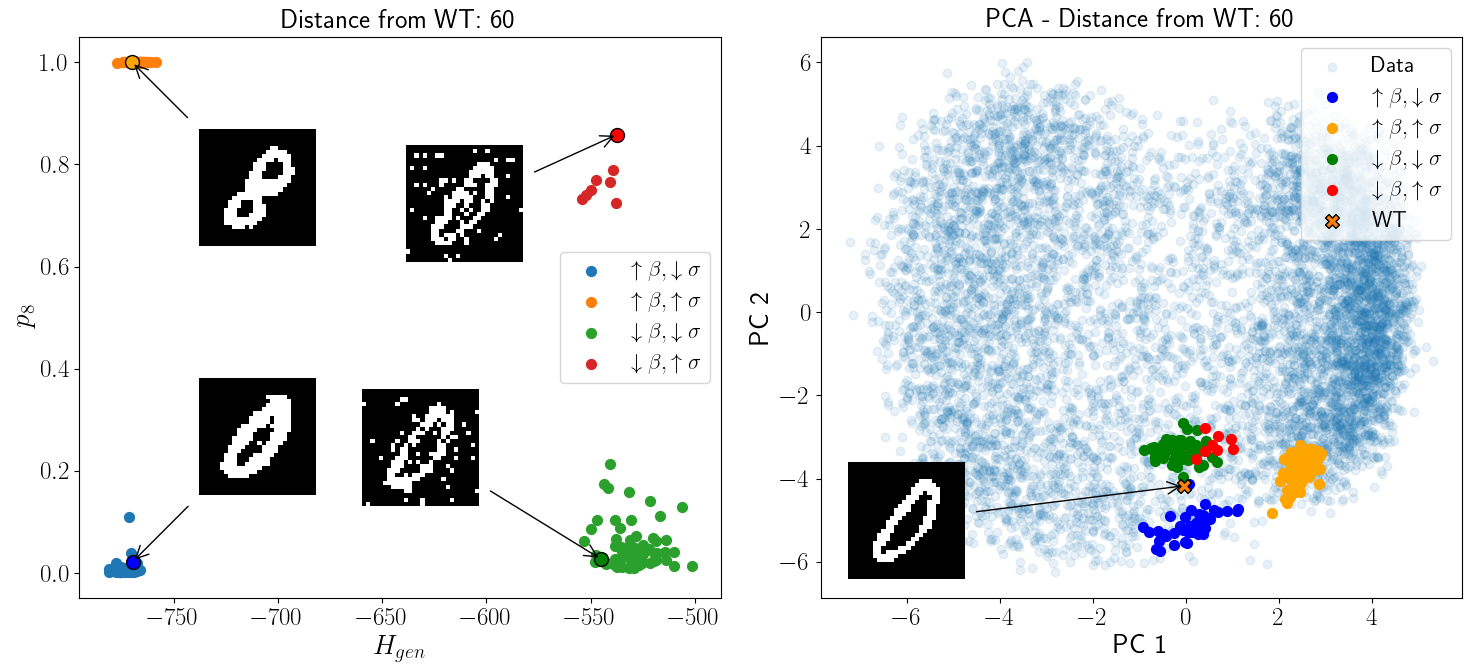 Distance from WT: 60
1.0
0.8
0.6
0.4
0.2
0.0
p8
↑ β, ↓ σ
↑ β, ↑ σ
↓ β, ↓ σ
↓ β, ↑ σ
−750
−700
−650
−600
−550
−500
Hgen
PCA - Distance from WT: 60
6
4
2
0
−2
−4
−6
PC 2
Data
↑ β, ↓ σ
↑ β, ↑ σ
↓ β, ↓ σ
↓ β, ↑ σ
WT
−6
−4
−2
0
2
4
PC 1